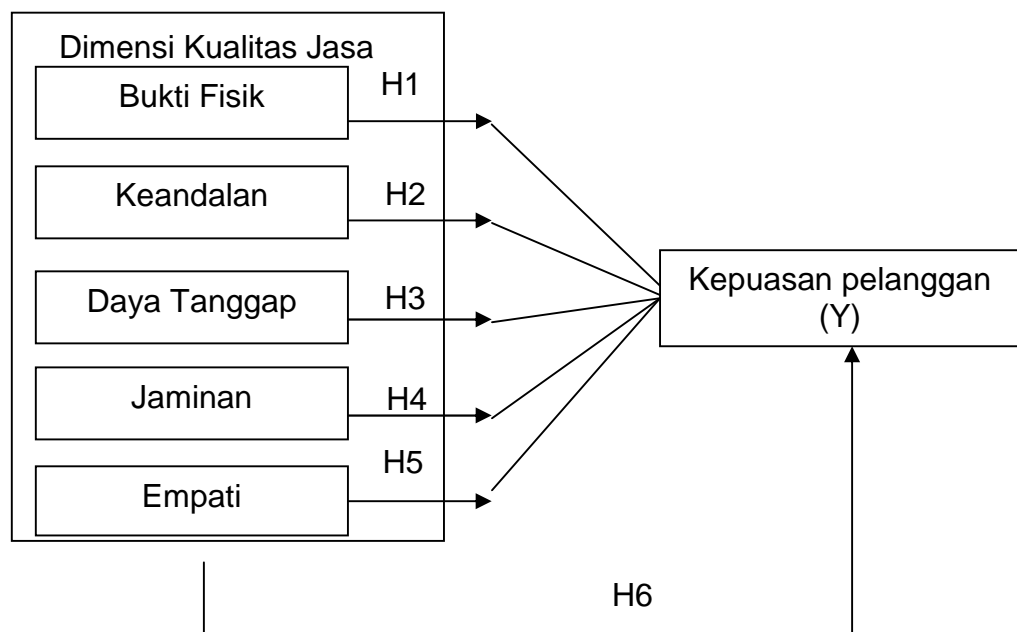 Dimensi Kualitas Jasa
Bukti Fisik
H1
Keandalan
H2
Daya Tanggap
H3
Jaminan
H4
Empati
H5
Kepuasan pelanggan
(Y)
H6